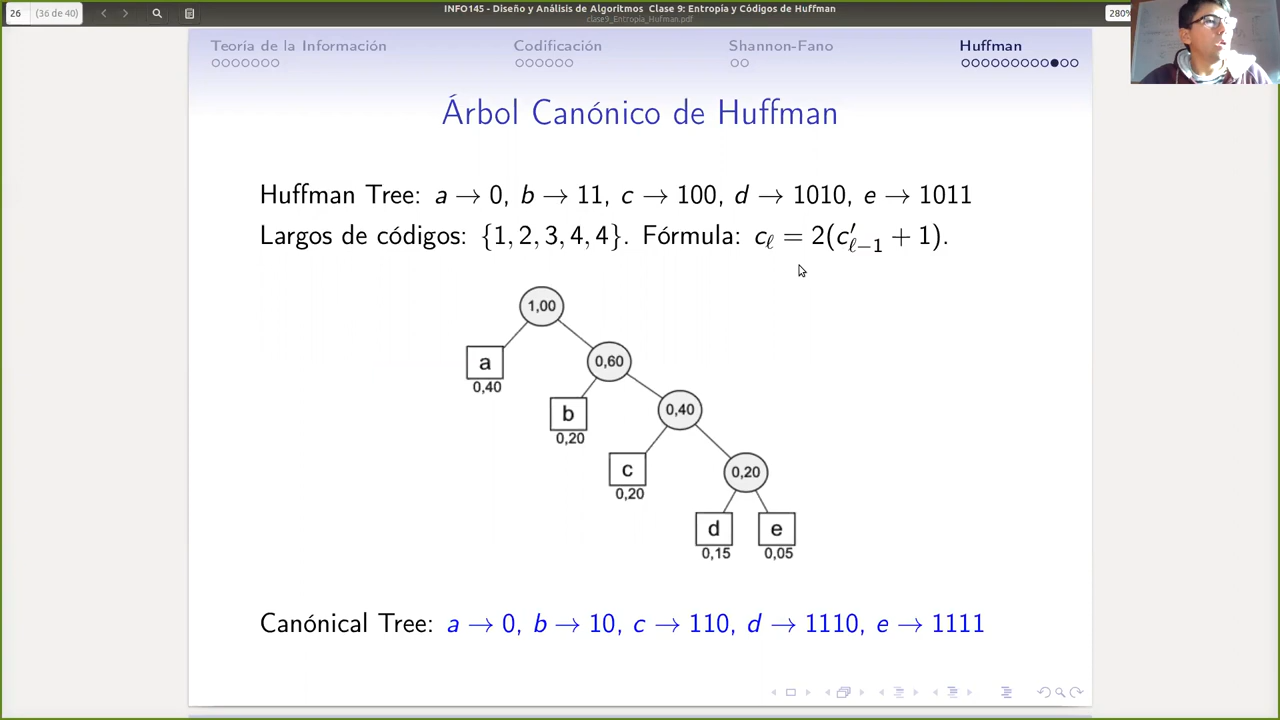 26 (36 de 40) INFO145 - Diseño y Análisis de Algoritmos Clase 9: Entropía y Códigos de Huffman 280%
clase9_Entropia_Hufman.pdf
Teoría de la Información Codificación Shannon-Fano Huffman
Árbol Canónico de Huffman
Huffman Tree: a → 0, b → 11, c → 100, d → 1010, e → 1011
Largos de códigos: {1, 2, 3, 4, 4}. Fórmula: cℓ = 2(c′ℓ−1 + 1).
1,00
a 0,60
0,40
b 0,40
0,20
c 0,20
0,20
d e
0,15 0,05
Canónical Tree: a → 0, b → 10, c → 110, d → 1110, e → 1111